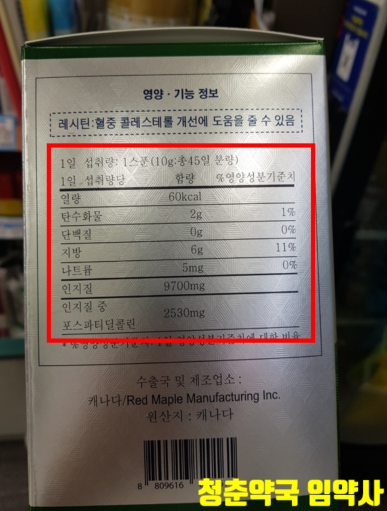 영양 · 기능 정보
레시틴:혈중 콜레스테롤 개선에 도움을 줄 수 있음
1일 섭취량: 1스푼(10g:총45일 분량)
1일 섭취량당 함량 %영양성분기준치
열량 60kcal
탄수화물 2g 1%
단백질 0g 0%
지방 6g 11%
나트륨 5mg 0%
인지질 9700mg
인지질 중 2530mg
포스파티딜콜린
수출국 및 제조업소 :
캐나다/Red Maple Manufacturing Inc.
원산지 : 캐나다
8 809616
청춘약국 임약사